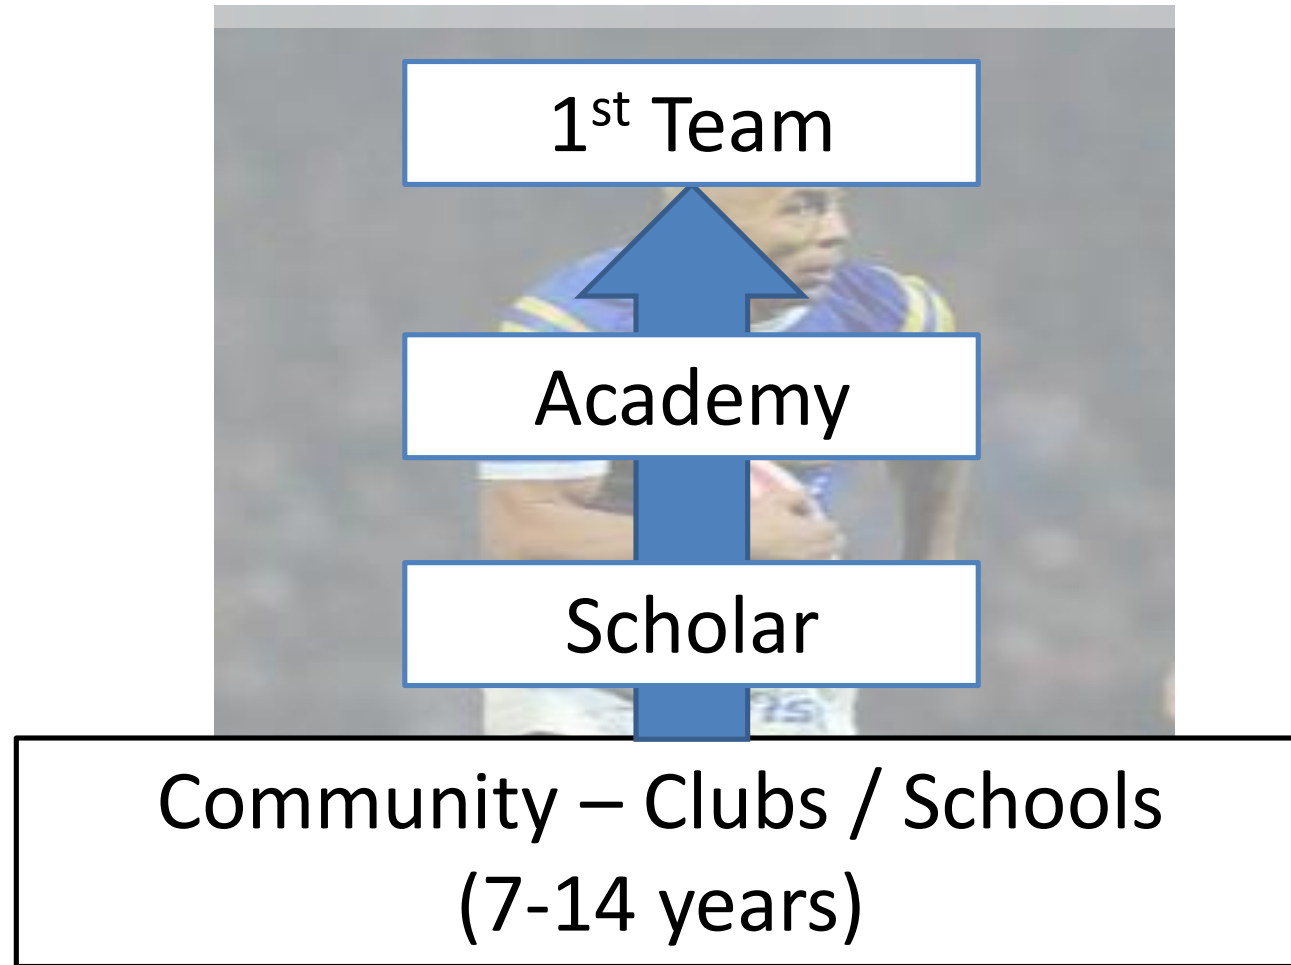 1st Team
Academy
Scholar
Community – Clubs / Schools
(7-14 years)